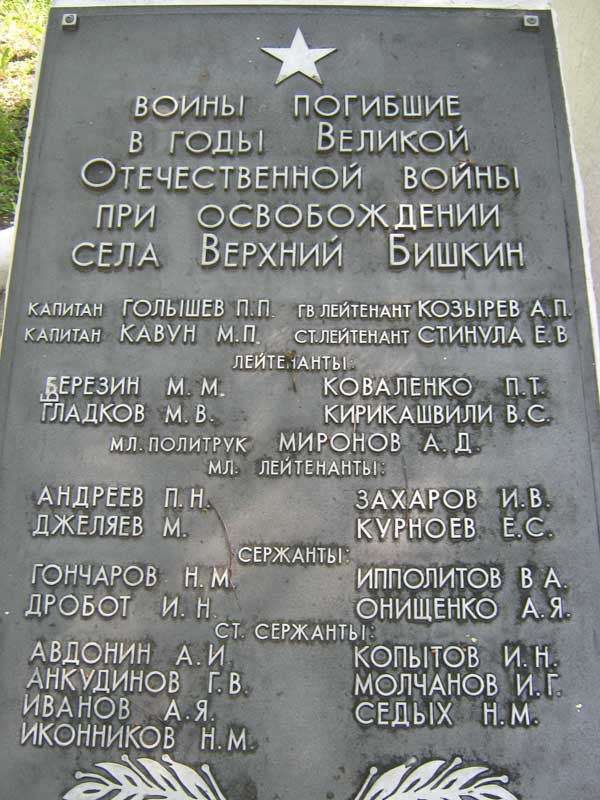 ВОИНЫ ПОГИБШИЕ
В ГОДЫ ВЕЛИКОЙ
ОТЕЧЕСТВЕННОЙ ВОЙНЫ
ПРИ ОСВОБОЖДЕНИИ
СЕЛА ВЕРХНИЙ БИШКИН
КАПИТАН ГОЛЫШЕВ П.П. ГВ ЛЕЙТЕНАНТ КОЗЫРЕВ А.П.
КАПИТАН КАВУН М.П. СТ.ЛЕЙТЕНАНТ СТИНУЛА Е.В
ЛЕЙТЕНАНТЫ:
БЕРЕЗИН М.М. КОВАЛЕНКО П.Т.
ГЛАДКОВ М.В. КИРИКАШВИЛИ В.С.
МЛ. ПОЛИТРУК МИРОНОВ А.Д.
МЛ. ЛЕЙТЕНАНТЫ:
АНДРЕЕВ П.Н. ЗАХАРОВ И.В.
ДЖЕЛЯЕВ М. КУРНОЕВ Е.С.
СЕРЖАНТЫ:
ГОНЧАРОВ Н.М. ИППОЛИТОВ В.А.
ДРОБОТ И.Н. ОНИЩЕНКО А.Я.
СТ. СЕРЖАНТЫ:
АВДОНИН А.И. КОПЫТОВ И.Н.
АНКУДИНОВ Г.В. МОЛЧАНОВ И.Г.
ИВАНОВ А.Я. СЕДЫХ Н.М.
ИКОННИКОВ Н.М.